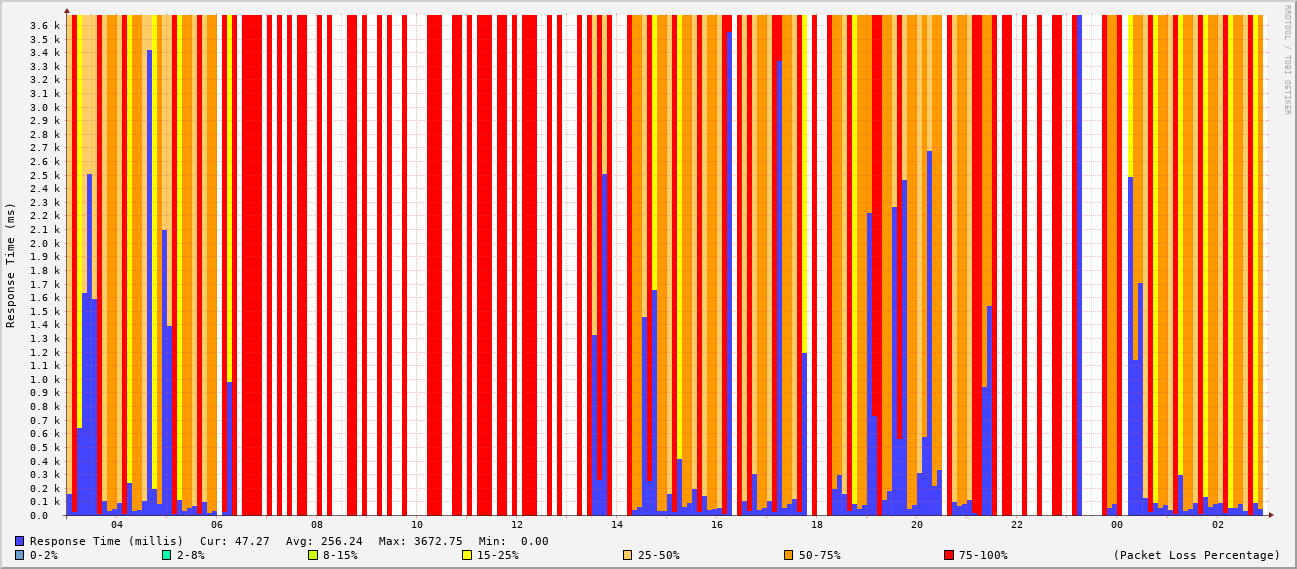 RRDTOOL / TOBI OETIKER
Response Time (ms)
3.6 k
3.5 k
3.4 k
3.3 k
3.2 k
3.1 k
3.0 k
2.9 k
2.8 k
2.7 k
2.6 k
2.5 k
2.4 k
2.3 k
2.2 k
2.1 k
2.0 k
1.9 k
1.8 k
1.7 k
1.6 k
1.5 k
1.4 k
1.3 k
1.2 k
1.1 k
1.0 k
0.9 k
0.8 k
0.7 k
0.6 k
0.5 k
0.4 k
0.3 k
0.2 k
0.1 k
0.0
04 06 08 10 12 14 16 18 20 22 00 02
Response Time (millis) Cur: 47.27 Avg: 256.24 Max: 3672.75 Min: 0.00
0-2% 2-8% 8-15% 15-25% 25-50% 50-75% 75-100% (Packet Loss Percentage)